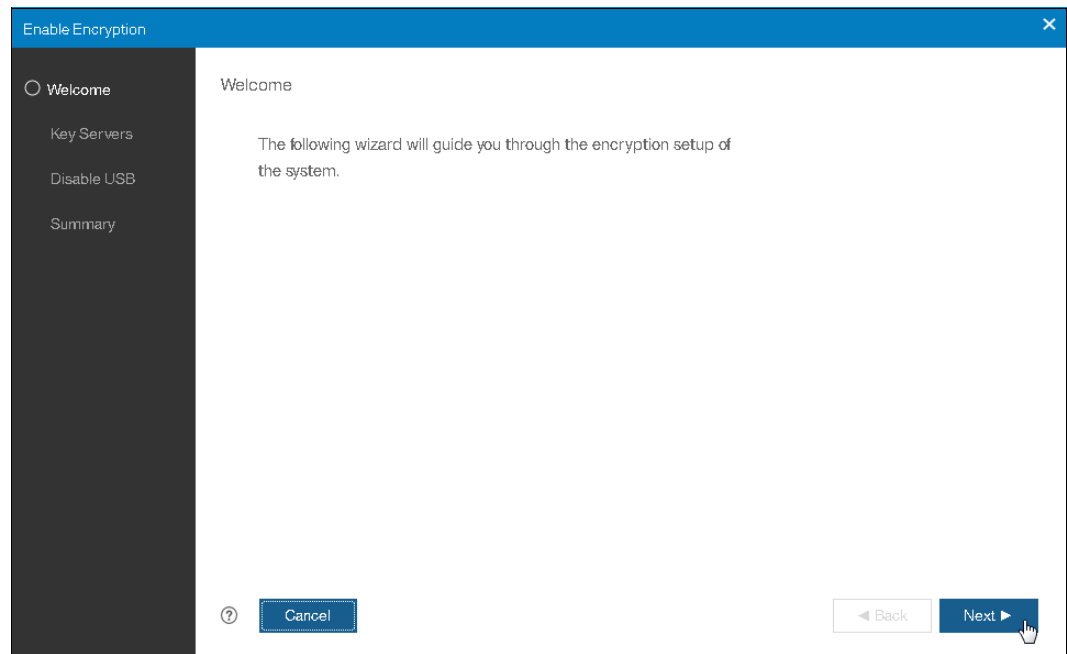 Enable Encryption
Welcome
Key Servers
Disable USB
Summary
Welcome
The following wizard will guide you through the encryption setup of
the system.
Cancel
Back
Next